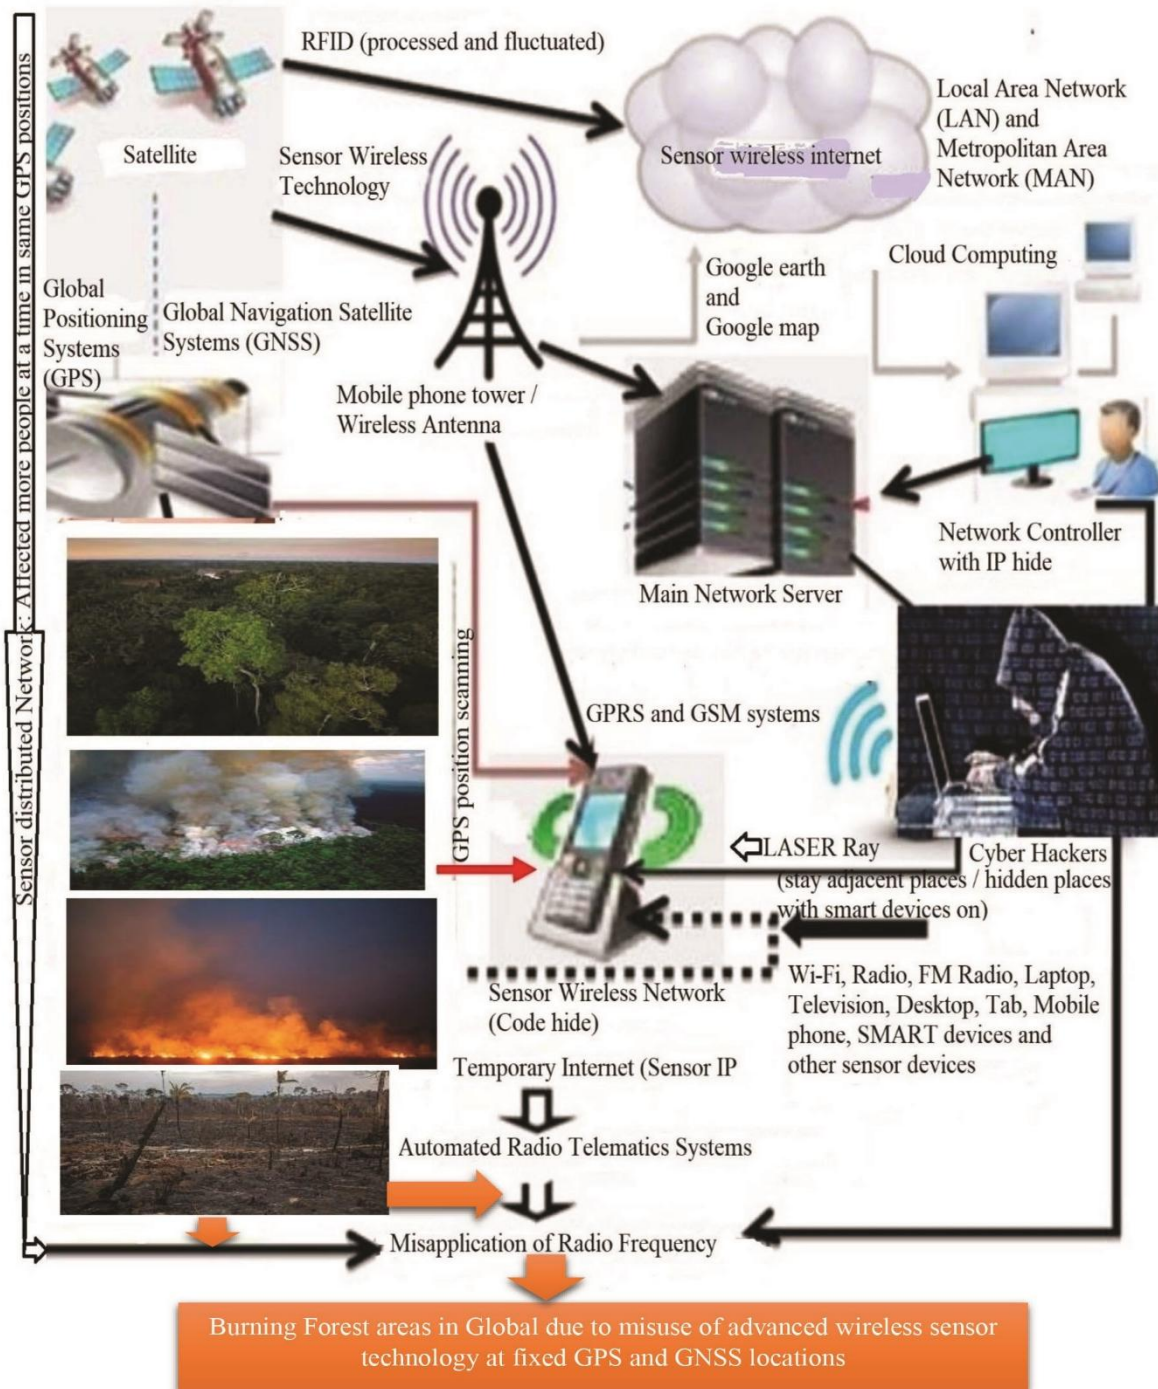 Sensor distributed Network: Affected more people at a time in same GPS positions
RFID (processed and fluctuated)
Satellite
Sensor Wireless
Technology
Sensor wireless internet
Local Area Network
(LAN) and
Metropolitan Area
Network (MAN)
Global
Positioning
Systems
(GPS)
Global Navigation Satellite
Systems (GNSS)
Google earth
and
Google map
Cloud Computing
Mobile phone tower /
Wireless Antenna
Main Network Server
Network Controller
with IP hide
GPS position scanning
GPRS and GSM systems
LASER Ray
Cyber Hackers
(stay adjacent places / hidden places
with smart devices on)
Wi-Fi, Radio, FM Radio, Laptop,
Television, Desktop, Tab, Mobile
phone, SMART devices and
other sensor devices
Sensor Wireless Network
(Code hide)
Temporary Internet (Sensor IP
Automated Radio Telematics Systems
Misapplication of Radio Frequency
Burning Forest areas in Global due to misuse of advanced wireless sensor
technology at fixed GPS and GNSS locations